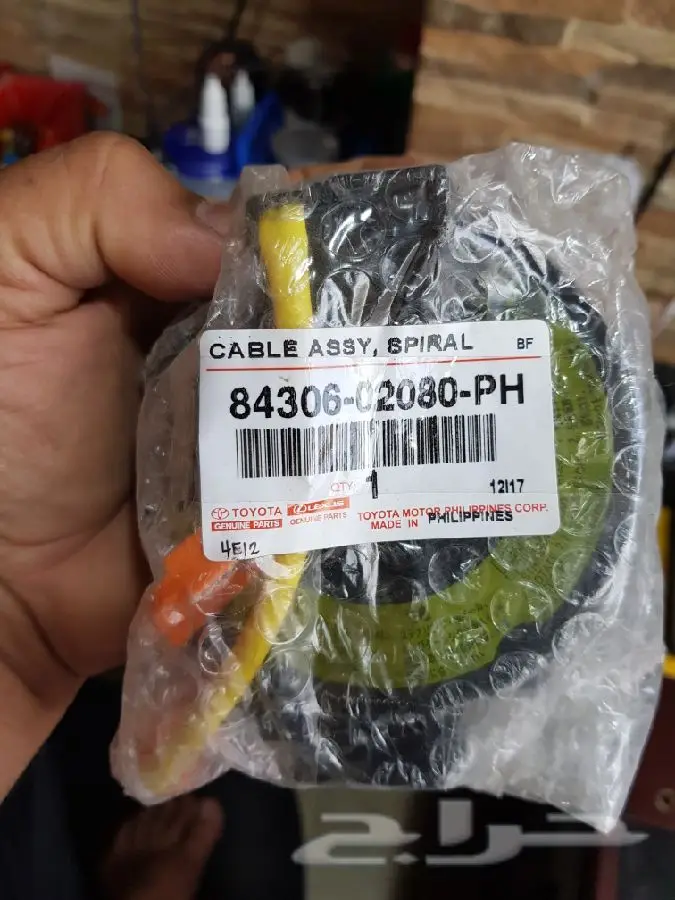 CABLE ASSY, SPIRAL BF
84306-02080-PH
QTY 1 12I17
TOYOTA LEXUS TOYOTA MOTOR PHILIPPINES CORP.
GENUINE PARTS GENUINE PARTS MADE IN PHILIPPINES
4E12
حراج